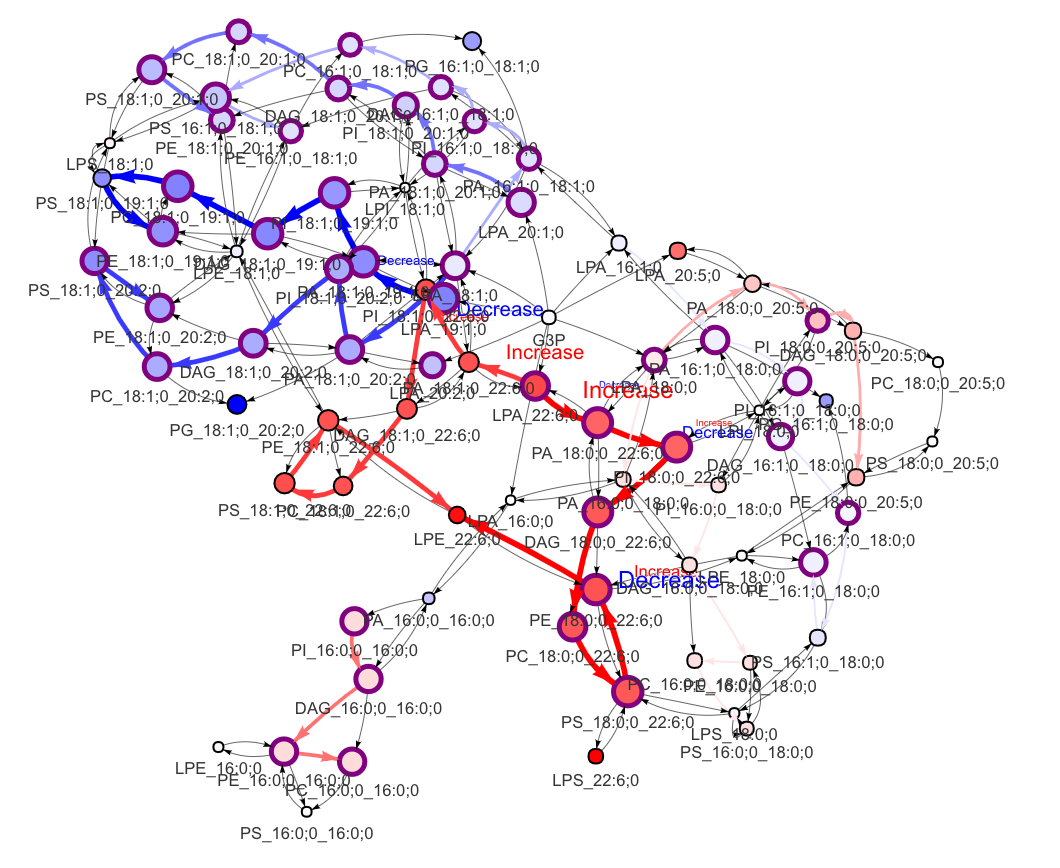 PC_18:1;0_20:1;0
PC_16:1;0_18:1;0
PG_16:1;0_18:1;0
PS_18:1;0_20:1;0
DAG_18:1;0_20:1;0
DAG_16:1;0_18:1;0
PS_16:1;0_18:1;0
PI_18:1;0_20:1;0
PE_18:1;0_20:1;0
PI_16:1;0_18:1;0
PE_16:1;0_18:1;0
LPS_18:1;0
PA_18:1;0_20:1;0
PA_16:1;0_18:1;0
PS_18:1;0_19:1;0
LPI_18:1;0
PC_18:1;0_19:1;0
PI_18:1;0_19:1;0
LPA_20:1;0
PE_18:1;0_19:1;0
DAG_18:1;0_19:1;0
Decrease
LPE_18:1;0
LPA_16:1;0
LPA_20:5;0
PS_18:1;0_20:2;0
PA_18:1;0_19:1;0
LPA_18:1;0
PI_18:1;0_20:2;0
Decrease
PA_18:0;0_20:5;0
PI_18:1;0_22:6;0
LPA_19:1;0
PE_18:1;0_20:2;0
G3P
PI_18:0;0_20:5;0
Increase
DAG_18:0;0_20:5;0
DAG_18:1;0_20:2;0
PA_16:1;0_18:0;0
PA_18:1;0_20:2;0
PA_18:1;0_22:6;0
LPA_18:0;0
PC_18:0;0_20:5;0
PC_18:1;0_20:2;0
LPA_20:2;0
Increase
PG_18:1;0_20:2;0
LPA_22:6;0
PI_16:1;0_18:0;0
DAG_18:1;0_22:6;0
Increase
LPI_18:0;0
Decrease
PE_18:1;0_22:6;0
PA_18:0;0_22:6;0
DAG_16:1;0_18:0;0
PS_18:0;0_20:5;0
PI_18:0;0_22:6;0
PS_18:1;0_22:6;0
PC_18:1;0_22:6;0
PA_16:0;0_18:0;0
PI_16:0;0_18:0;0
PE_18:0;0_20:5;0
LPA_16:0;0
LPE_22:6;0
DAG_18:0;0_22:6;0
PC_16:1;0_18:0;0
Increase
Decrease
LPE_18:0;0
DAG_16:0;0_18:0;0
PE_16:1;0_18:0;0
PA_16:0;0_16:0;0
PE_18:0;0_22:6;0
PI_16:0;0_16:0;0
PC_18:0;0_22:6;0
PS_16:1;0_18:0;0
PC_16:0;0_18:0;0
PE_16:0;0_18:0;0
DAG_16:0;0_16:0;0
PS_18:0;0_22:6;0
LPS_18:0;0
PS_16:0;0_18:0;0
LPE_16:0;0
PE_16:0;0_16:0;0
LPS_22:6;0
PC_16:0;0_16:0;0
PS_16:0;0_16:0;0